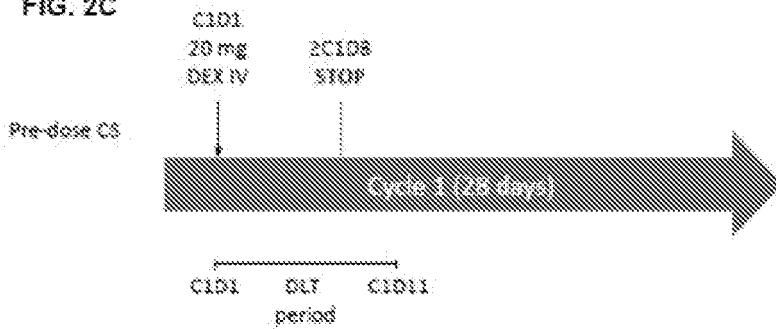 FIG. 2C
C1D1
20 mg
DEX IV
≥C1D8
STOP
Pre-dose CS
Cycle 1 (28 days)
C1D1 DLT C1D11
period